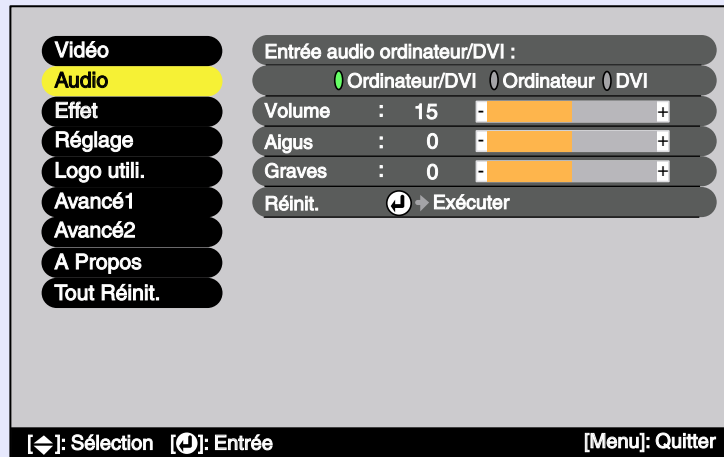 Vidéo
Audio
Effet
Réglage
Logo utili.
Avancé1
Avancé2
A Propos
Tout Réinit.
Entrée audio ordinateur/DVI :
Ordinateur/DVI Ordinateur DVI
Volume : 15 - +
Aigus : 0 - +
Graves : 0 - +
Réinit. Exécuter
[ ]: Sélection [ ]: Entrée [Menu]: Quitter